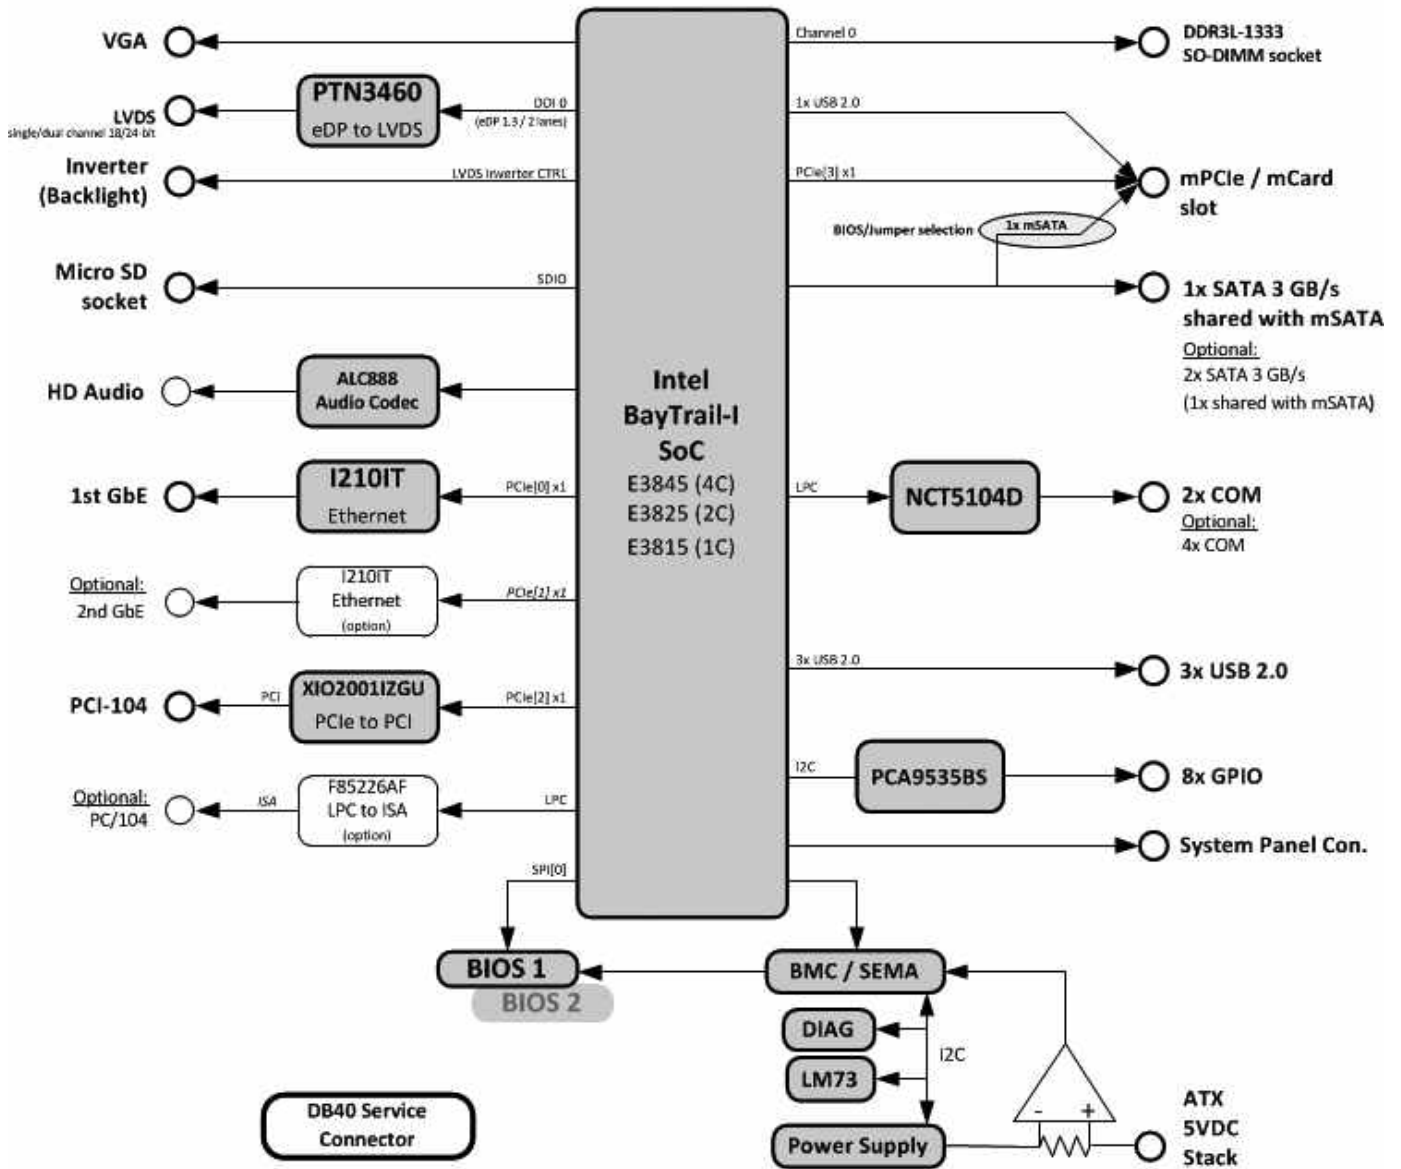 VGA
Channel 0
DDR3L-1333
SO-DIMM socket
PTN3460
eDP to LVDS
DDI 0
(eDP 1.3 / 2 lanes)
LVDS
single/dual channel 18/24-bit
1x USB 2.0
Inverter
(Backlight)
LVDS Inverter CTRL
PCIe[3] x1
mPCIe / mCard
slot
BIOS/Jumper selection
1x mSATA
Micro SD
socket
SDIO
1x SATA 3 GB/s
shared with mSATA
Optional:
2x SATA 3 GB/s
(1x shared with mSATA)
HD Audio
ALC888
Audio Codec
Intel
BayTrail-I
SoC
E3845 (4C)
E3825 (2C)
E3815 (1C)
1st GbE
I210IT
Ethernet
PCIe[0] x1
LPC
NCT5104D
2x COM
Optional:
4x COM
Optional:
2nd GbE
I210IT
Ethernet
(option)
PCIe[1] x1
3x USB 2.0
3x USB 2.0
PCI-104
PCI
XIO2001IZGU
PCIe to PCI
PCIe[2] x1
I2C
PCA9535BS
8x GPIO
Optional:
PC/104
ISA
F85226AF
LPC to ISA
(option)
LPC
System Panel Con.
SPI[0]
BIOS 1
BIOS 2
BMC / SEMA
DIAG
I2C
LM73
Power Supply
- +
ATX
5VDC
Stack
DB40 Service
Connector